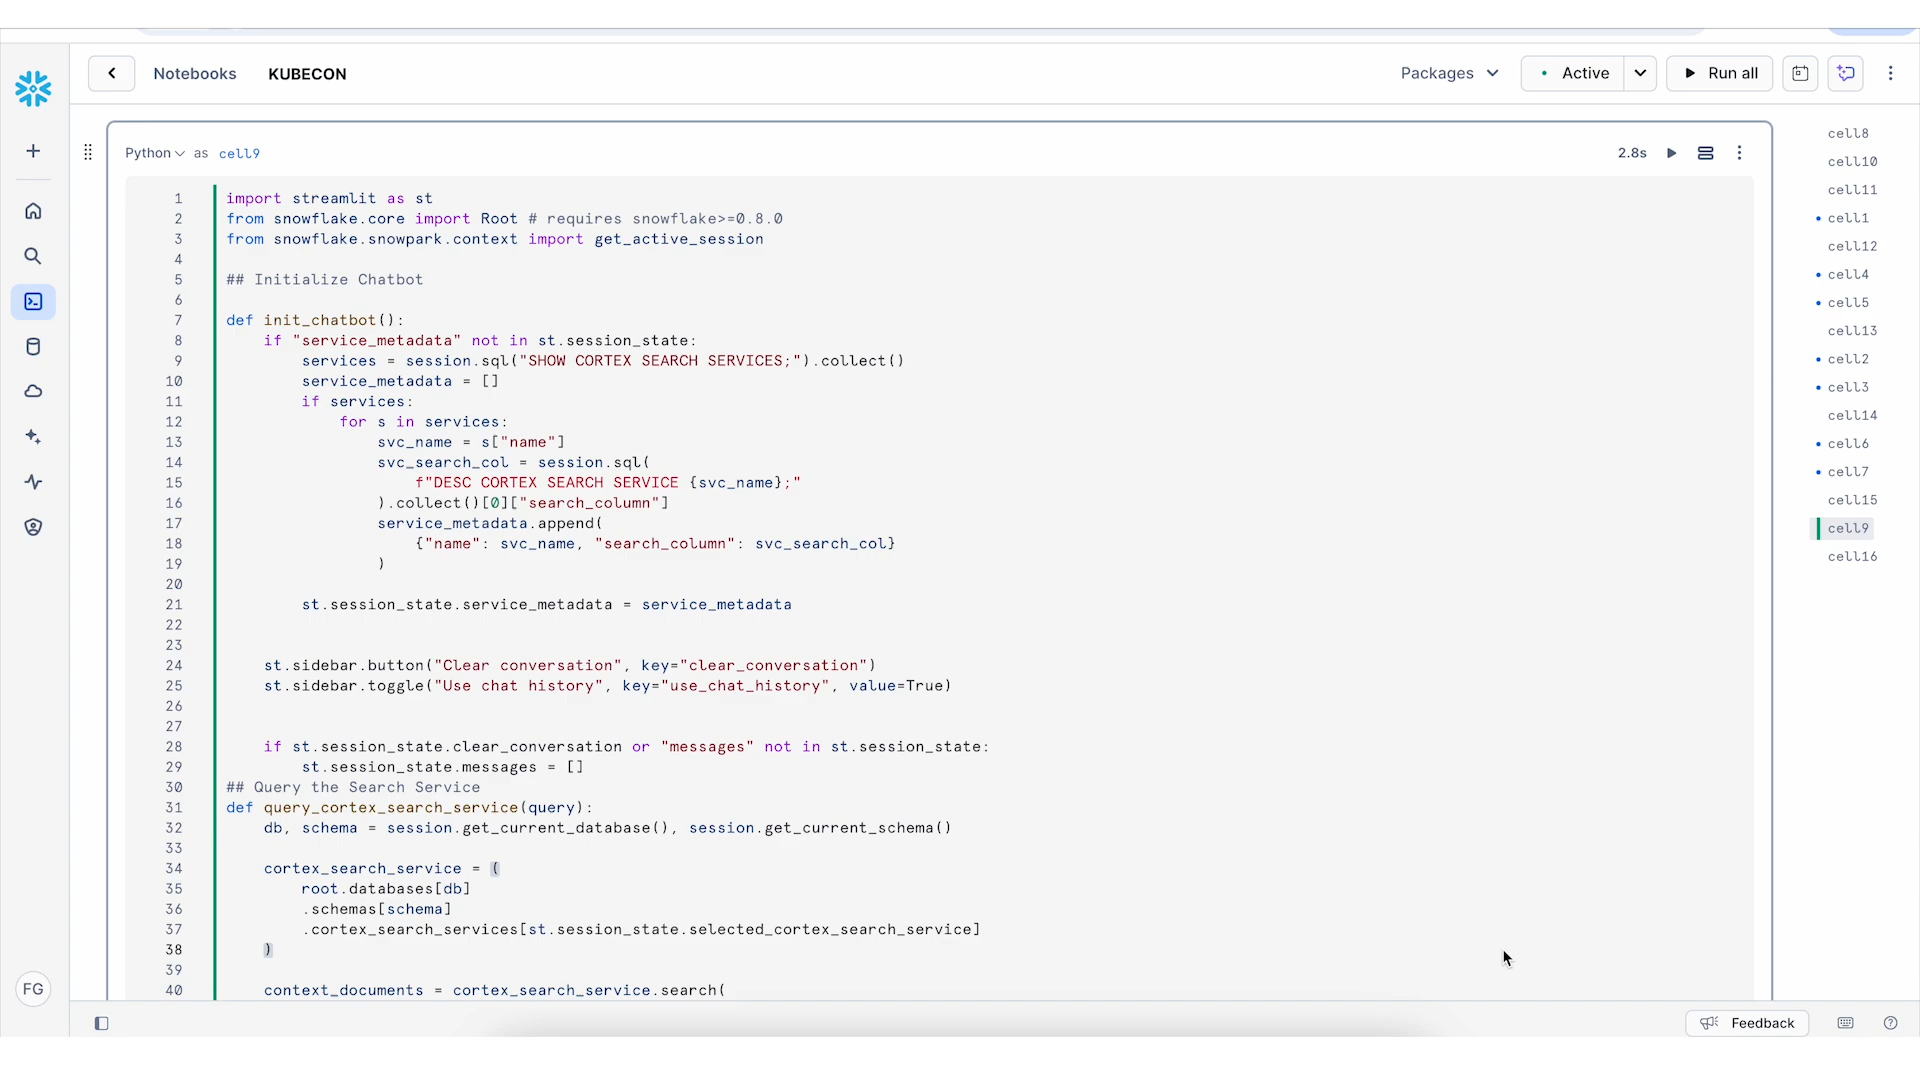 Notebooks KUBECON Packages Active Run all
Python as cell9 2.8s
1 import streamlit as st
2 from snowflake.core import Root # requires snowflake>=0.8.0
3 from snowflake.snowpark.context import get_active_session
4
5 ## Initialize Chatbot
6
7 def init_chatbot():
8 if "service_metadata" not in st.session_state:
9 services = session.sql("SHOW CORTEX SEARCH SERVICES;").collect()
10 service_metadata = []
11 if services:
12 for s in services:
13 svc_name = s["name"]
14 svc_search_col = session.sql(
15 f"DESC CORTEX SEARCH SERVICE {svc_name};"
16 ).collect()[0]["search_column"]
17 service_metadata.append(
18 {"name": svc_name, "search_column": svc_search_col}
19 )
20
21 st.session_state.service_metadata = service_metadata
22
23
24 st.sidebar.button("Clear conversation", key="clear_conversation")
25 st.sidebar.toggle("Use chat history", key="use_chat_history", value=True)
26
27
28 if st.session_state.clear_conversation or "messages" not in st.session_state:
29 st.session_state.messages = []
30 ## Query the Search Service
31 def query_cortex_search_service(query):
32 db, schema = session.get_current_database(), session.get_current_schema()
33
34 cortex_search_service = (
35 root.databases[db]
36 .schemas[schema]
37 .cortex_search_services[st.session_state.selected_cortex_search_service]
38 )
39
40 context_documents = cortex_search_service.search(
cell8
cell10
cell11
cell1
cell12
cell4
cell5
cell13
cell2
cell3
cell14
cell6
cell7
cell15
cell9
cell16
FG
Feedback